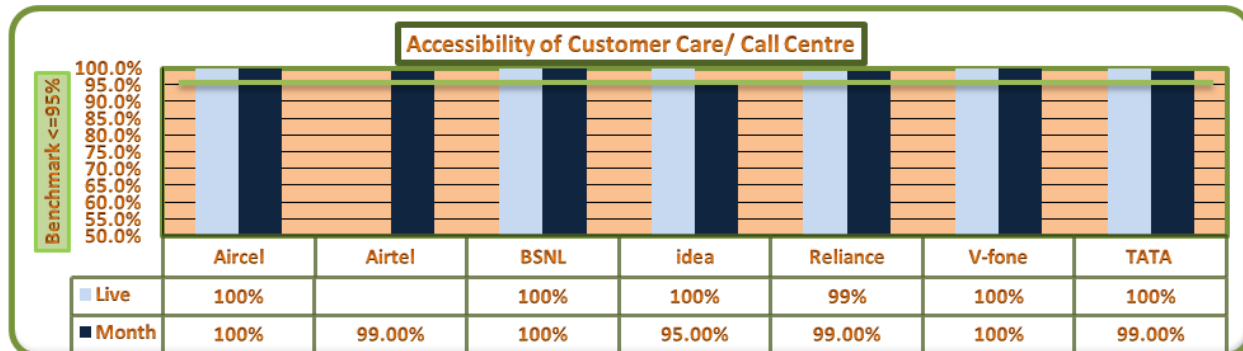 Accessibility of Customer Care/ Call Centre
Benchmark <=95%
100.0%
95.0%
90.0%
85.0%
80.0%
75.0%
70.0%
65.0%
60.0%
55.0%
50.0%
Aircel Airtel BSNL idea Reliance V-fone TATA
Live 100% 100% 100% 99% 100% 100%
Month 100% 99.00% 100% 95.00% 99.00% 100% 99.00%